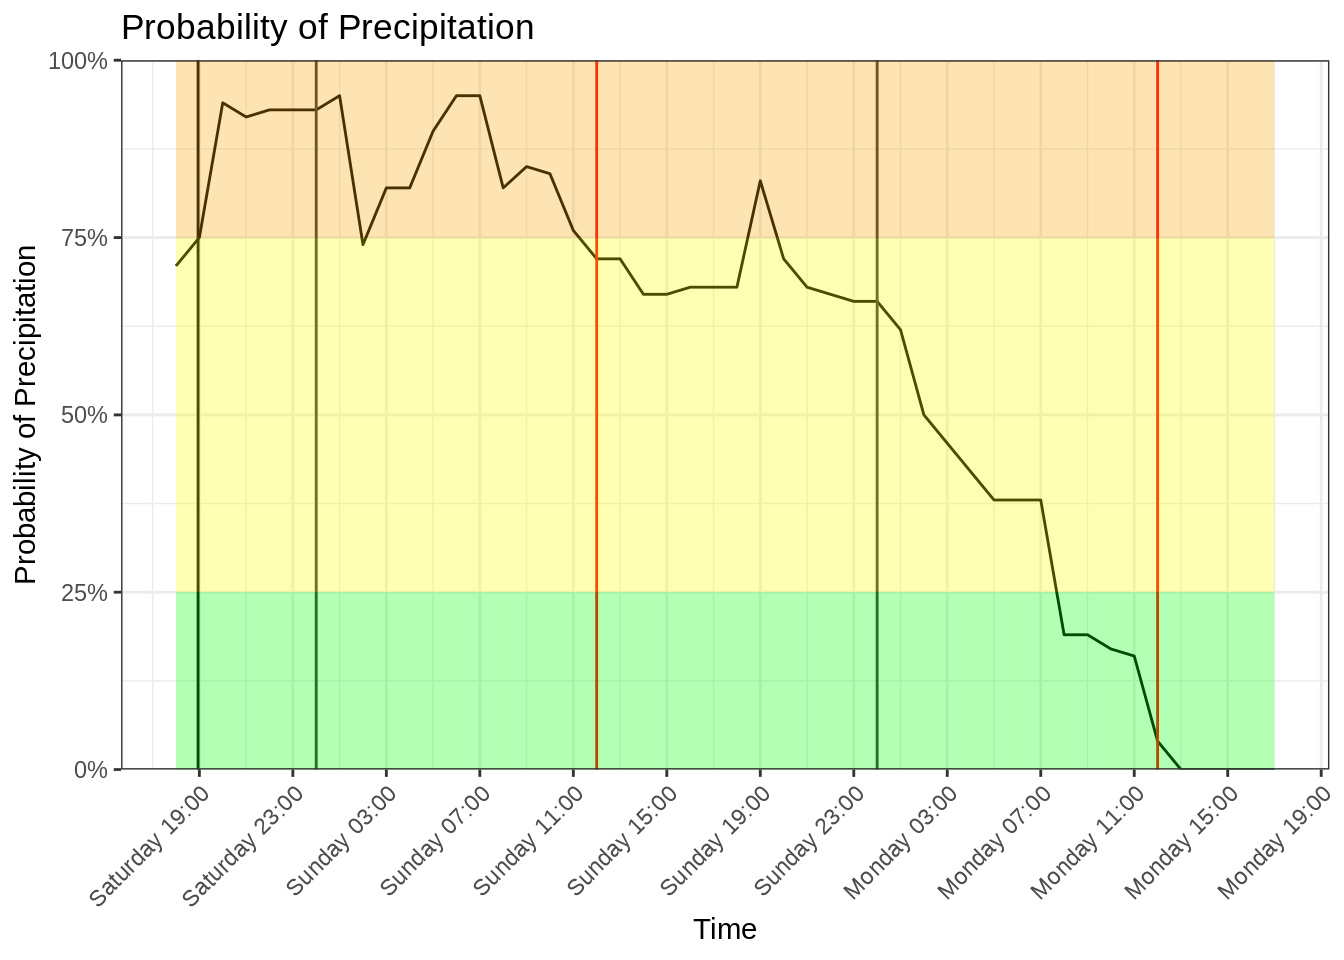 Probability of Precipitation
Probability of Precipitation
100%
75%
50%
25%
0%
Saturday 19:00
Saturday 23:00
Sunday 03:00
Sunday 07:00
Sunday 11:00
Sunday 15:00
Sunday 19:00
Sunday 23:00
Monday 03:00
Monday 07:00
Monday 11:00
Monday 15:00
Monday 19:00
Time